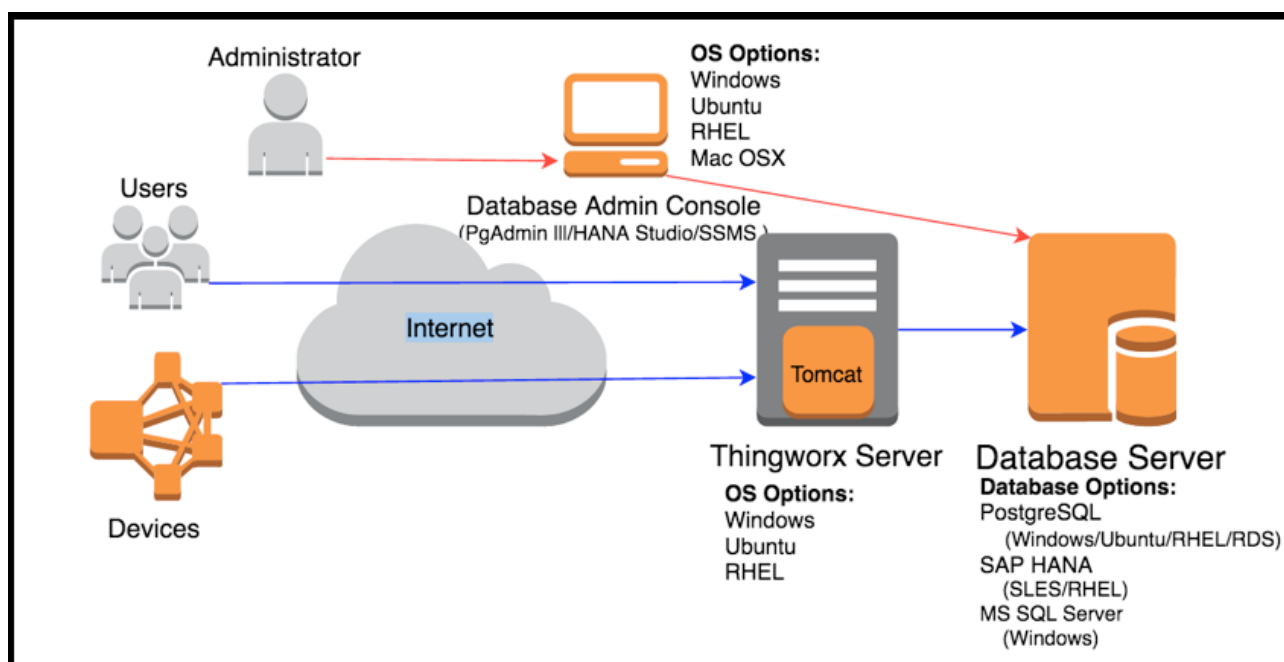 Administrator
OS Options:
Windows
Ubuntu
RHEL
Mac OSX
Users
Database Admin Console
(PgAdmin III/HANA Studio/SSMS )
Internet
Tomcat
Devices
Thingworx Server
OS Options:
Windows
Ubuntu
RHEL
Database Server
Database Options:
PostgreSQL
(Windows/Ubuntu/RHEL/RDS)
SAP HANA
(SLES/RHEL)
MS SQL Server
(Windows)